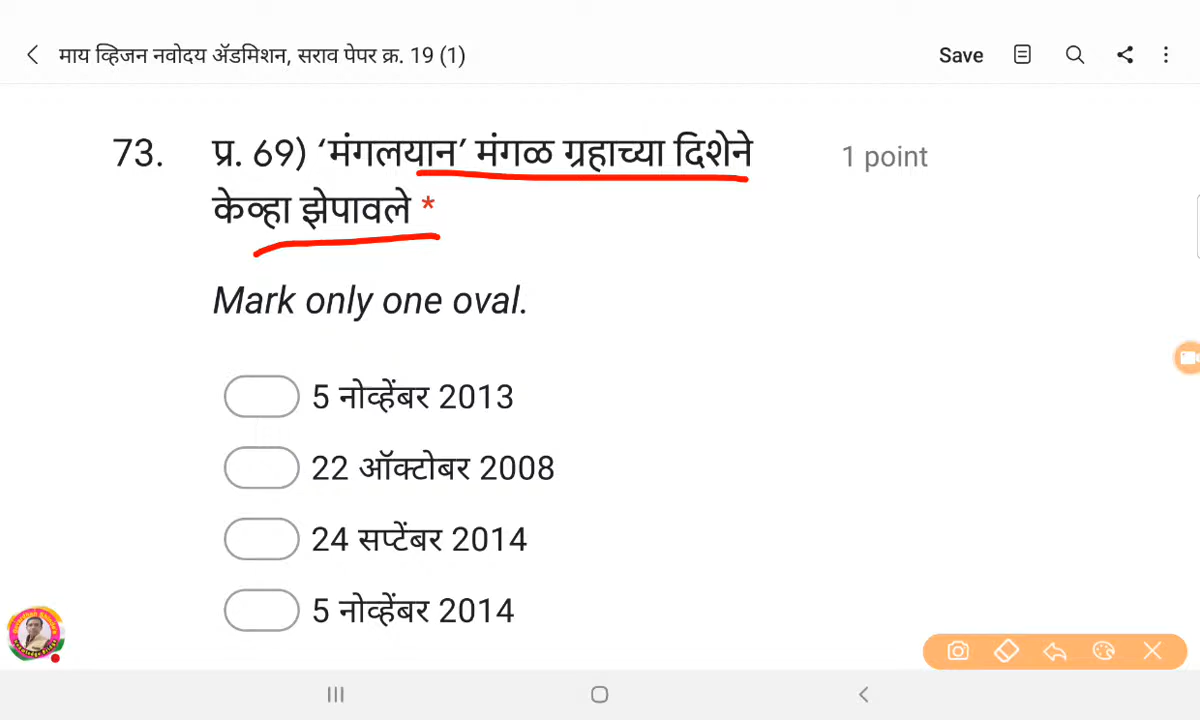 माय व्हिजन नवोदय ॲडमिशन, सराव पेपर क्र. 19 (1)
Save
73. प्र. 69) ‘मंगलयान’ मंगळ ग्रहाच्या दिशेने 1 point
केव्हा झेपावले *
Mark only one oval.
5 नोव्हेंबर 2013
22 ऑक्टोबर 2008
24 सप्टेंबर 2014
5 नोव्हेंबर 2014